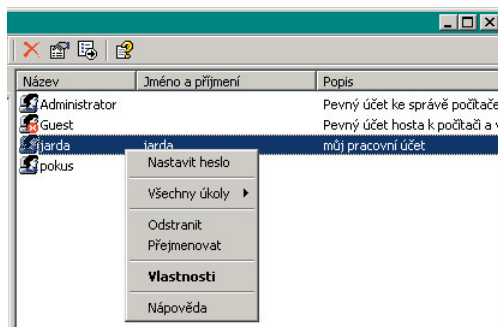 Název Jméno a příjmení Popis
Administrator Pevný účet ke správě počítače
Guest Pevný účet hosta k počítači a v
jarda jarda můj pracovní účet
pokus
Nastavit heslo
Všechny úkoly
Odstranit
Přejmenovat
Vlastnosti
Nápověda